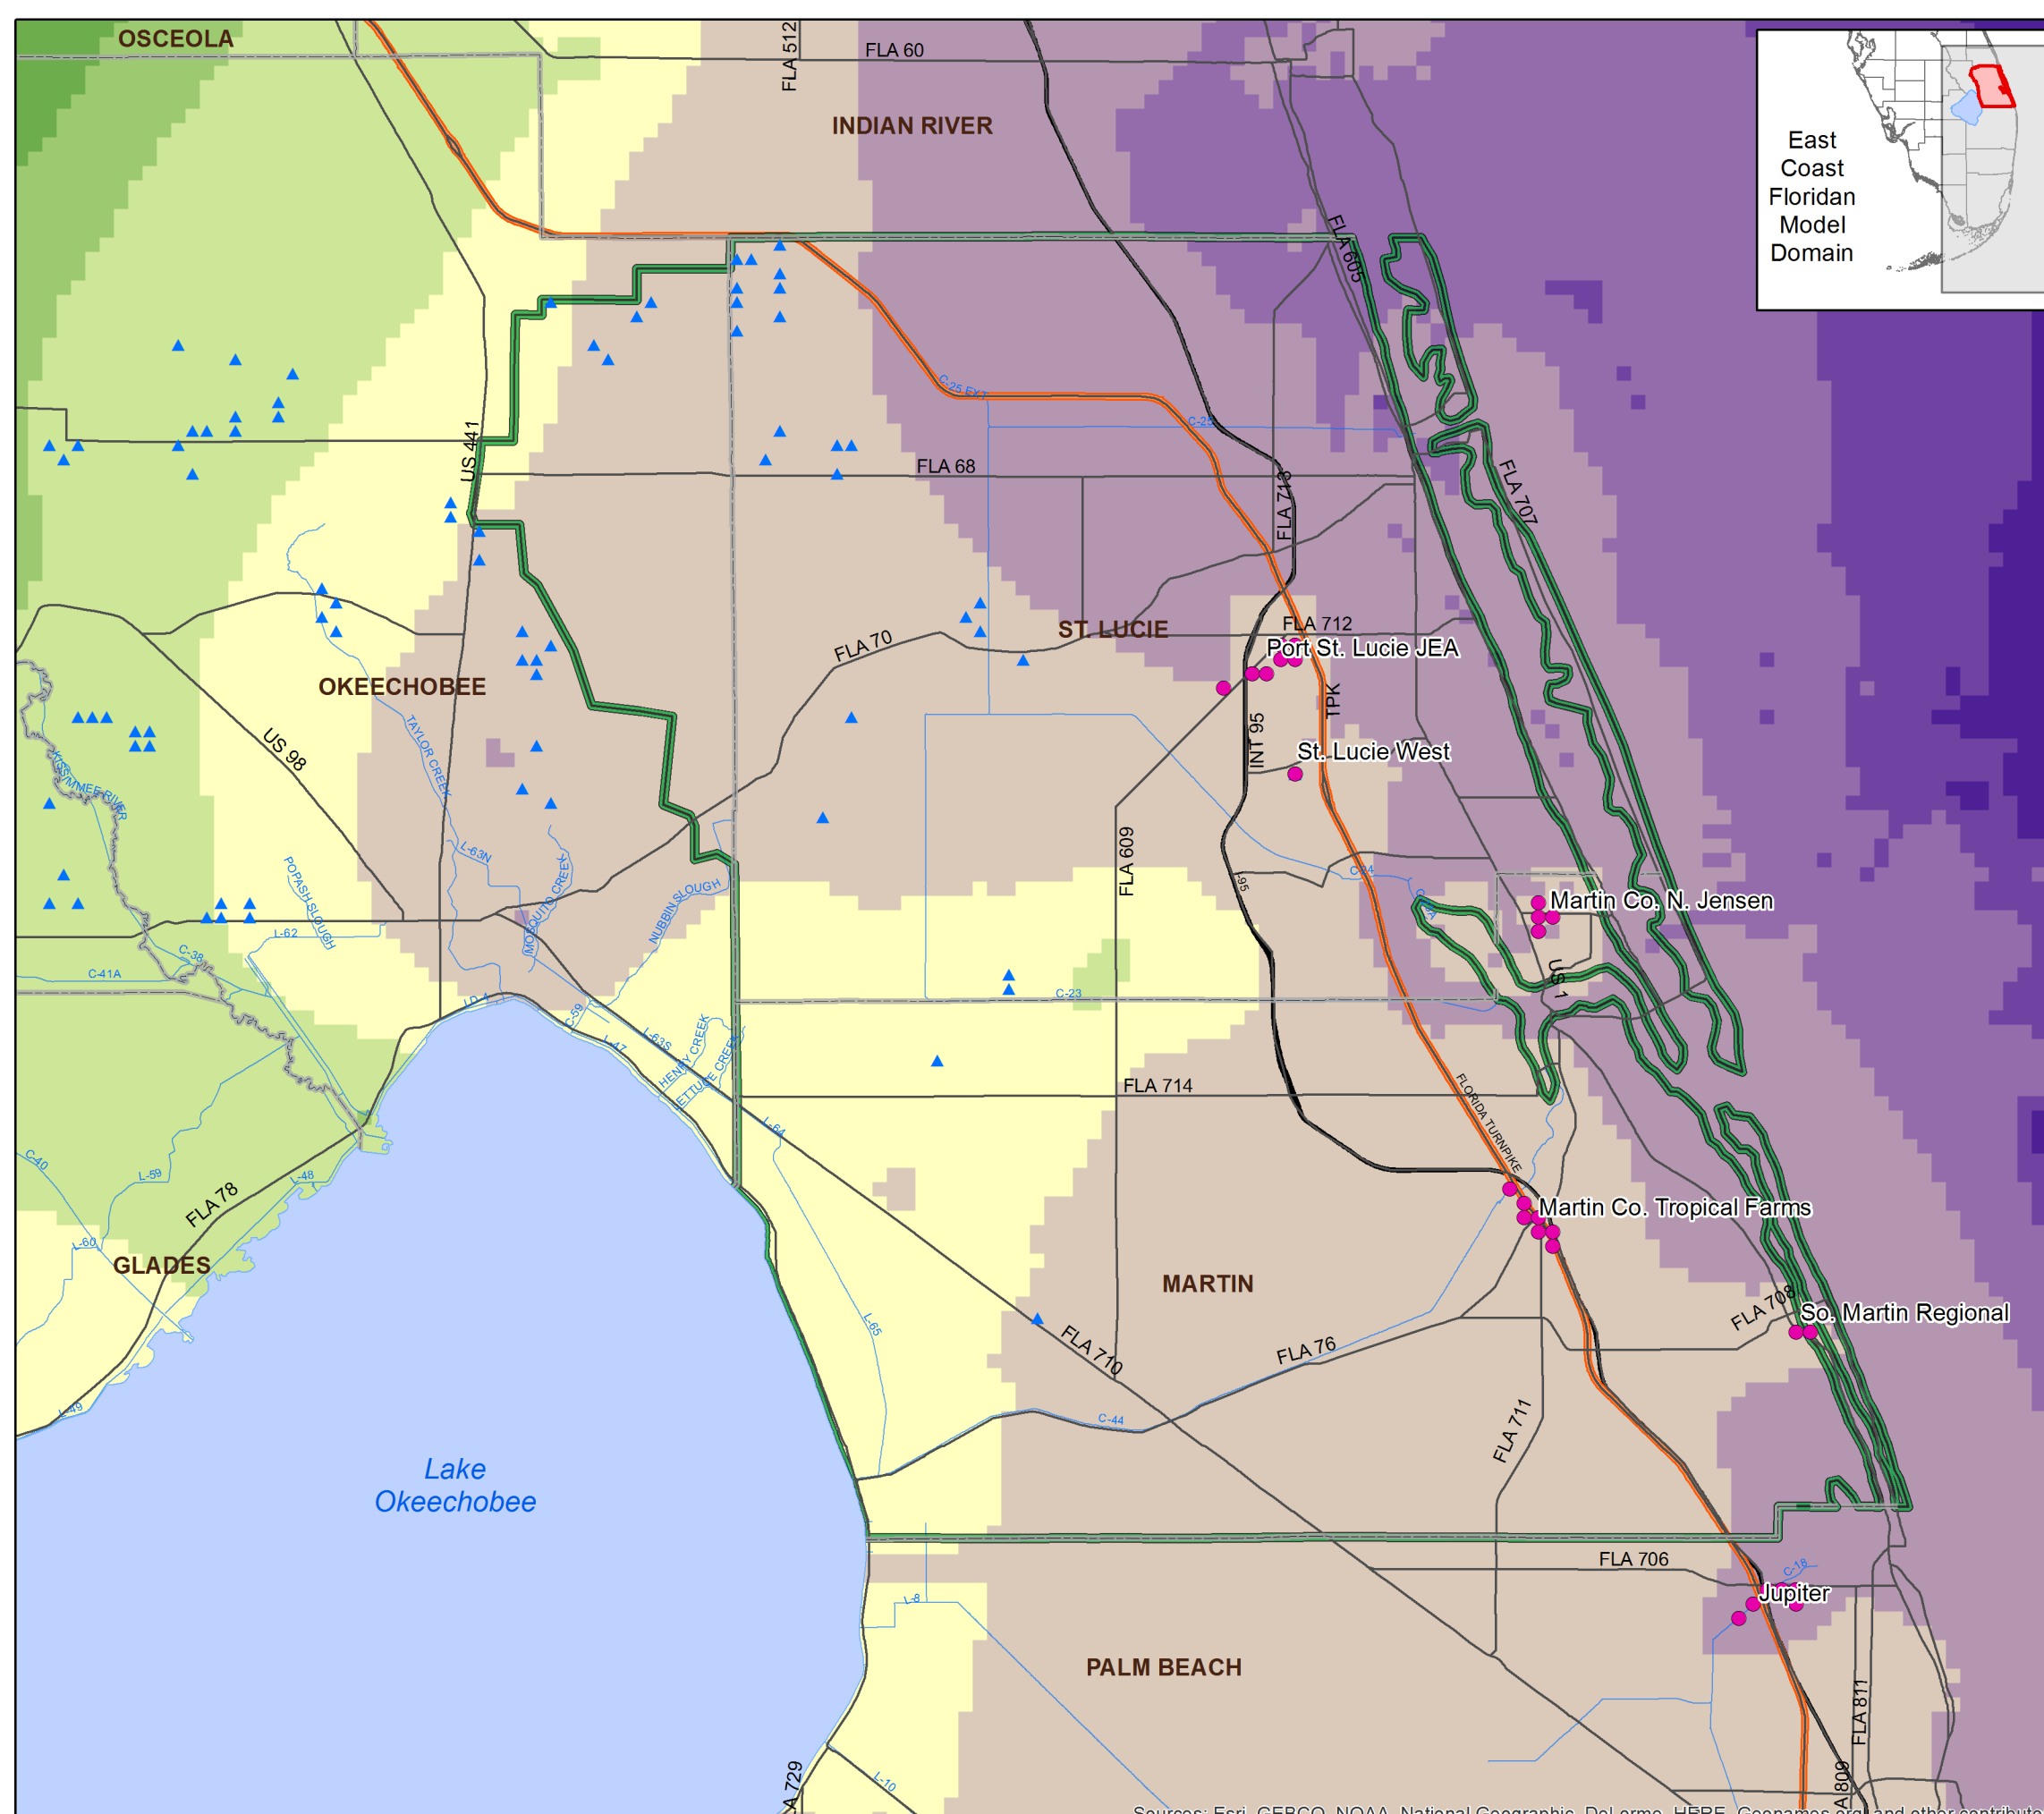 OSCEOLA
FLA 512
FLA 60
INDIAN RIVER
East
Coast
Floridan
Model
Domain
FLA 605
C-25 EXT
C-25
US 441
FLA 68
FLA 713
FLA 707
FLA 70
ST. LUCIE
FLA 712
Port St. Lucie JEA
OKEECHOBEE
TPK
US 98
TAYLOR CREEK
INT 95
St. Lucie West
KISSIMMEE RIVER
L-63N
FLA 609
POPASH SLOUGH
MOSQUITO CREEK
NUBBIN SLOUGH
I-95
C-24
Martin Co. N. Jensen
L-62
C-38
C-41A
US 1
LD-4
C-59
C-23
L-47
L-63S
HENRY CREEK
LETTUCE CREEK
FLA 714
L-64
FLORIDA TURNPIKE
C-40
L-59
L-48
FLA 78
Martin Co. Tropical Farms
L-60
GLADES
MARTIN
L-65
FLA 708
So. Martin Regional
FLA 710
FLA 76
L-49
C-44
FLA 711
Lake
Okeechobee
FLA 706
C-18
Jupiter
L-8
PALM BEACH
FLA 811
A 729
L-10
A 809
Sources: Esri, GEBCO, NOAA, National Geographic, DeLorme, HERE, Geonames.org, and other